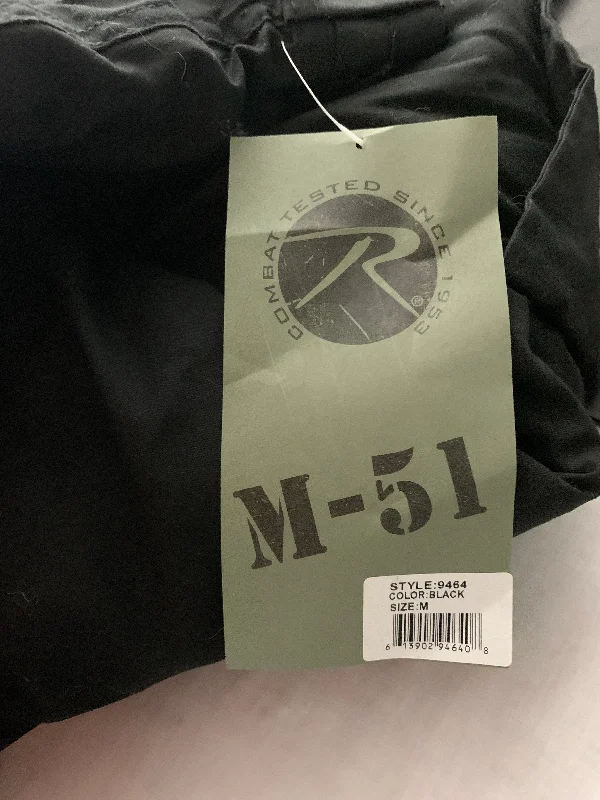 COMBAT TESTED SINCE 1953
R
®
M-51
STYLE:9464
COLOR:BLACK
SIZE:M
6 13902 94640 8